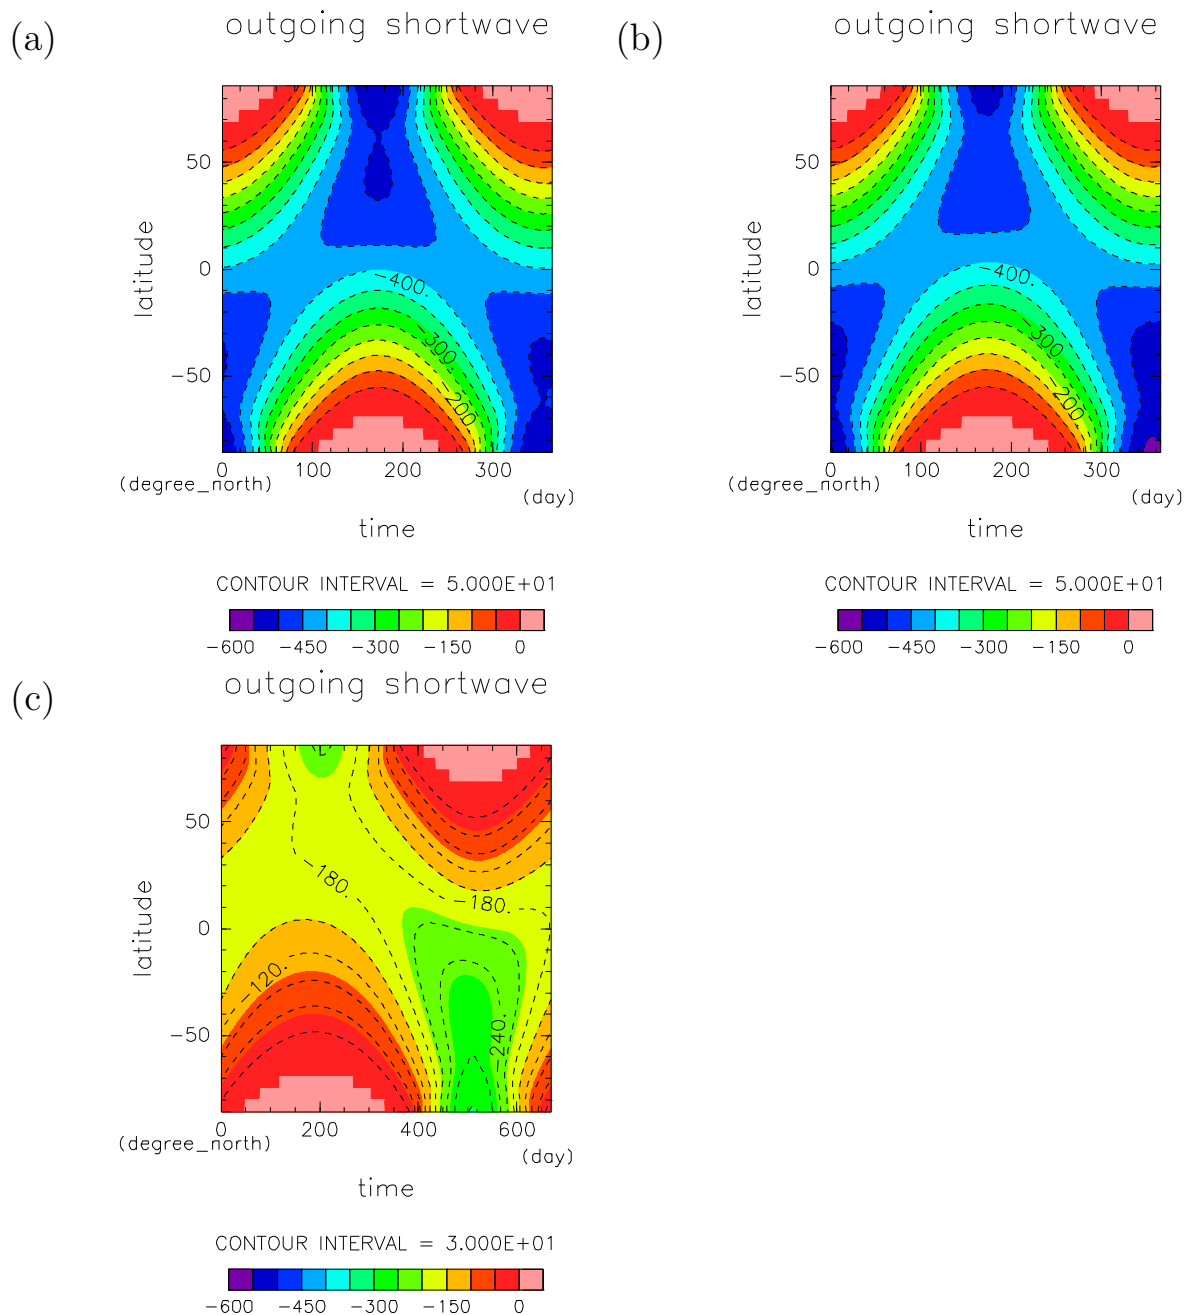 (a)
outgoing shortwave
latitude
50
0
−50
−400.
−300.
−200.
0 100 200 300
(degree_north)
(day)
time
CONTOUR INTERVAL = 5.000E+01
−600 −450 −300 −150 0
(b)
outgoing shortwave
latitude
50
0
−50
−400.
−300.
−200.
0 100 200 300
(degree_north)
(day)
time
CONTOUR INTERVAL = 5.000E+01
−600 −450 −300 −150 0
(c)
outgoing shortwave
latitude
50
0
−50
−180.
−180.
−120.
−240.
0 200 400 600
(degree_north)
(day)
time
CONTOUR INTERVAL = 3.000E+01
−600 −450 −300 −150 0